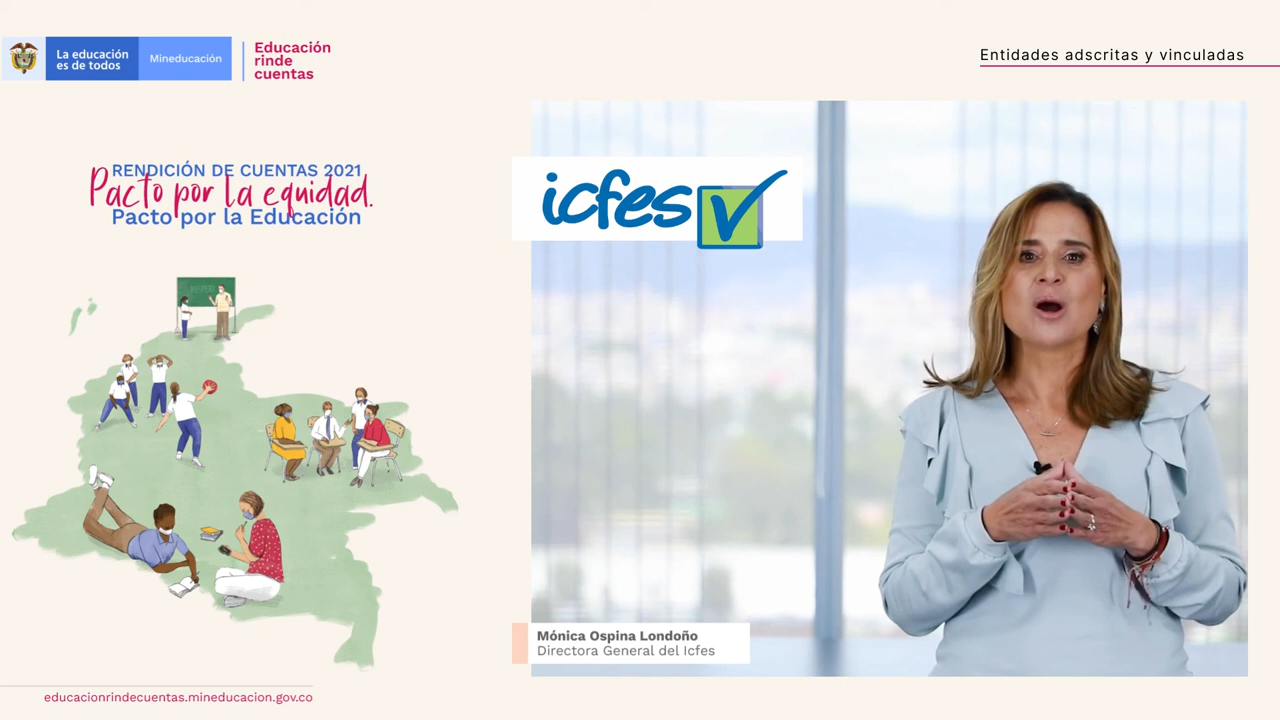 La educación
es de todos
Mineducación
Educación
rinde
cuentas
Entidades adscritas y vinculadas
RENDICIÓN DE CUENTAS 2021
Pacto por la equidad.
Pacto por la Educación
icfes
Mónica Ospina Londoño
Directora General del Icfes
educacionrindecuentas.mineducacion.gov.co